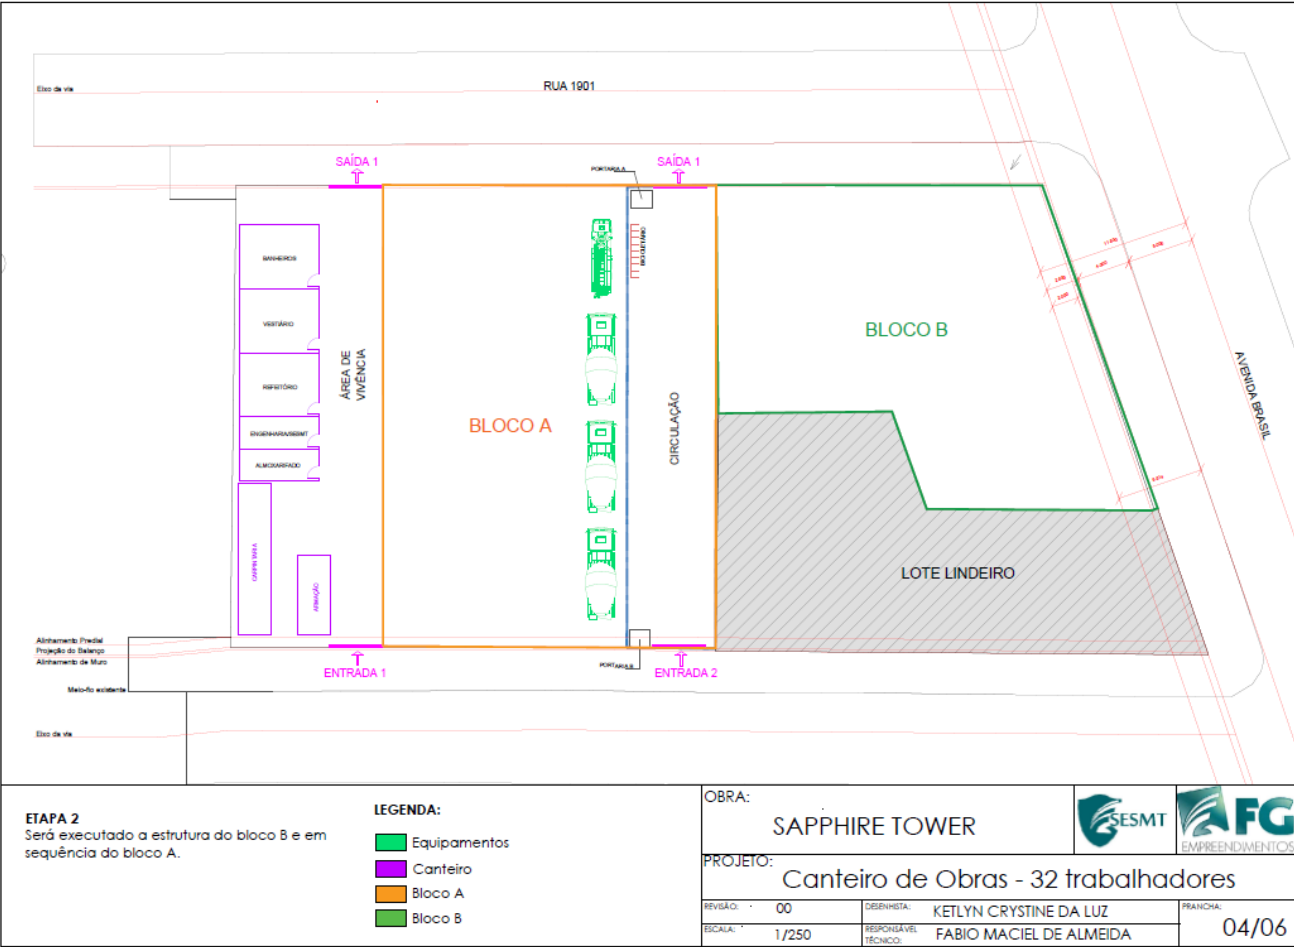 Eixo da via
RUA 1901
SAÍDA 1
PORTARIA A
SAÍDA 1
BANHEIROS
VESTIÁRIO
REFEITÓRIO
ENGENHARIA/SESMT
ALMOXARIFADO
CARPINTARIA
ARMAÇÃO
ÁREA DE
VIVÊNCIA
BLOCO A
BICICLETÁRIO
CIRCULAÇÃO
BLOCO B
AVENIDA BRASIL
LOTE LINDEIRO
Alinhamento Predial
Projeção do Balanço
Alinhamento de Muro
Meio-fio existente
Eixo da via
ENTRADA 1
PORTARIA B
ENTRADA 2
ETAPA 2
Será executado a estrutura do bloco B e em
sequência do bloco A.
LEGENDA:
Equipamentos
Canteiro
Bloco A
Bloco B
OBRA:
SAPPHIRE TOWER
SESMT
FG
EMPREENDIMENTOS
PROJETO:
Canteiro de Obras - 32 trabalhadores
REVISÃO: 00
DESENHISTA: KETLYN CRYSTINE DA LUZ
PRANCHA:
04/06
ESCALA: 1/250
RESPONSÁVEL
TÉCNICO: FABIO MACIEL DE ALMEIDA